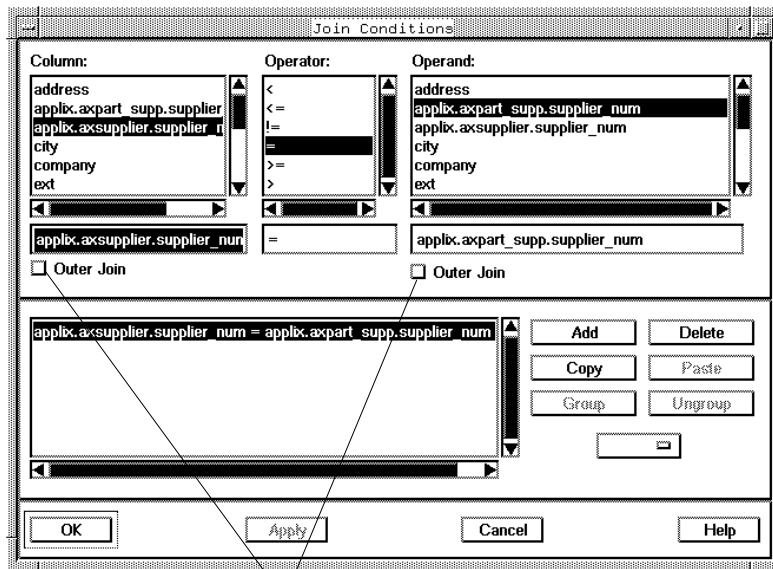 Join Conditions
Column:
address
applix.axpart_supp.supplier
applix.axsupplier.supplier_n
city
company
ext
applix.axsupplier.supplier_num
Outer Join
Operator:
<
<=
!=
=
>=
>
=
Operand:
address
applix.axpart_supp.supplier_num
applix.axsupplier.supplier_num
city
company
ext
applix.axpart_supp.supplier_num
Outer Join
applix.axsupplier.supplier_num = applix.axpart_supp.supplier_num
Add
Delete
Copy
Paste
Group
Ungroup
OK
Apply
Cancel
Help